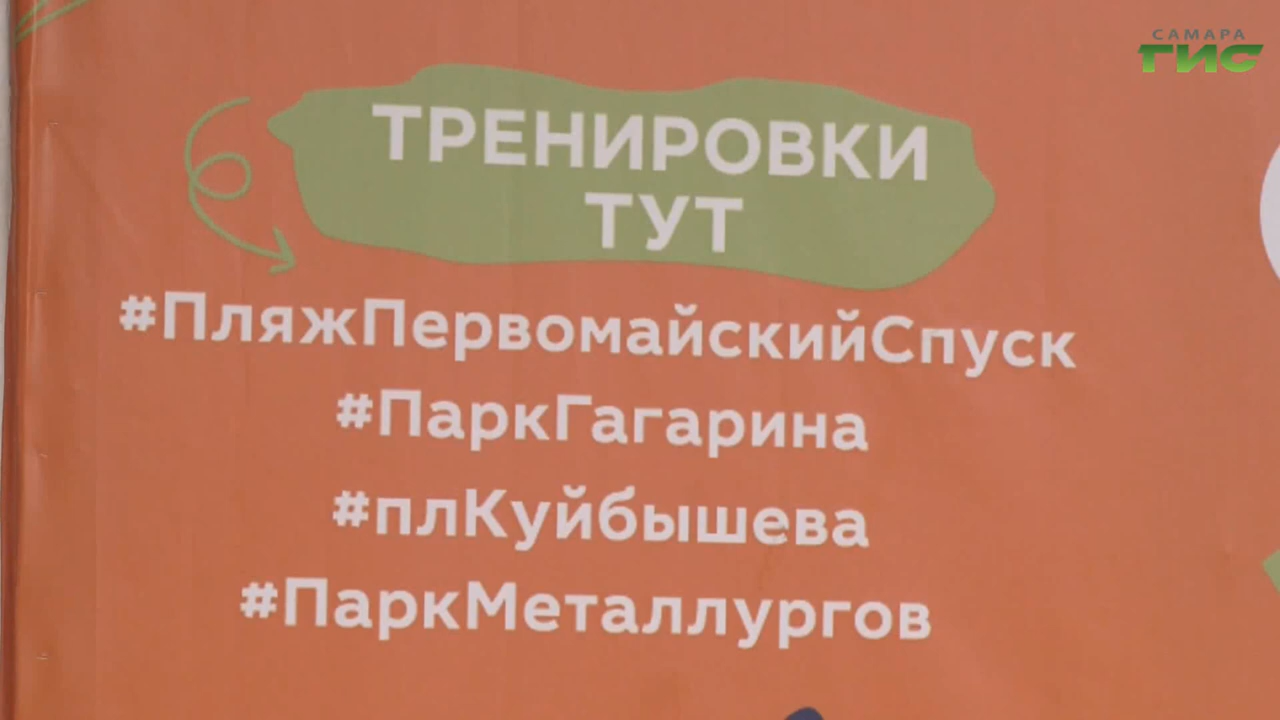 САМАРА
ГИС
ТРЕНИРОВКИ
ТУТ
#ПляжПервомайскийСпуск
#ПаркГагарина
#плКуйбышева
#ПаркМеталлургов